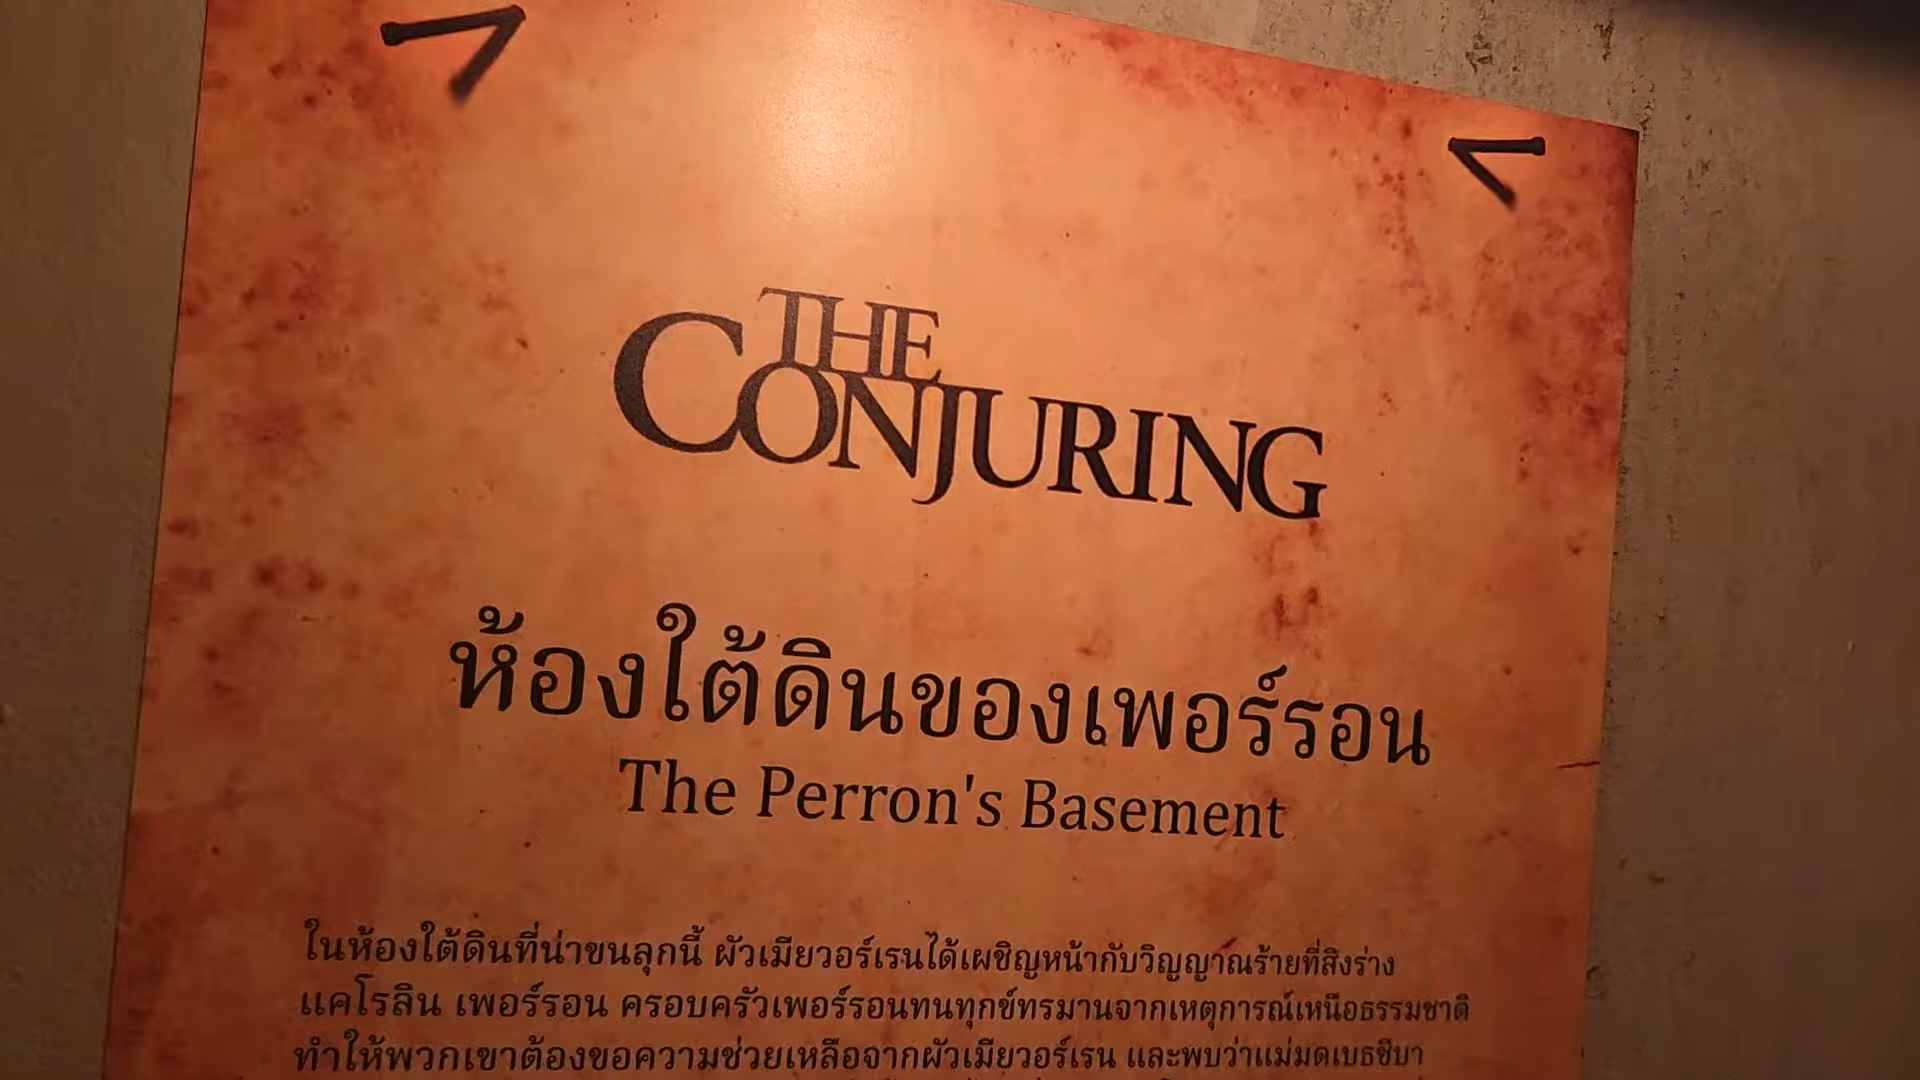 THE
CONJURING
ห้องใต้ดินของเพอร์รอน
The Perron's Basement
ในห้องใต้ดินที่น่าขนลุกนี้ ผัวเมียวอร์เรนได้เผชิญหน้ากับวิญญาณร้ายที่สิงร่าง
แคโรลิน เพอร์รอน ครอบครัวเพอร์รอนทนทุกข์ทรมานจากเหตุการณ์เหนือธรรมชาติ
ทำให้พวกเขาต้องขอความช่วยเหลือจากผัวเมียวอร์เรน และพบว่าแม่มดเบธชีบา